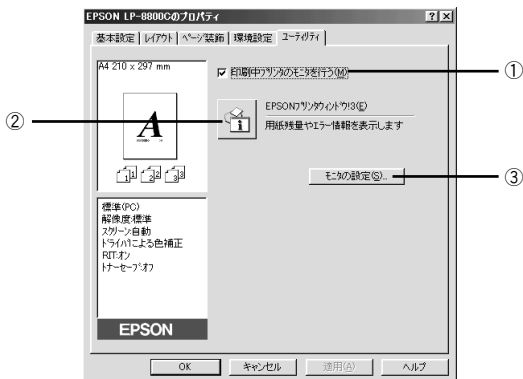 EPSON LP-8800Cのプロパティ
? ×
基本設定 レイアウト ページ装飾 環境設定 ユーティリティ
A4 210 x 297 mm
印刷中プリンタのモニタを行う(M)
①
EPSONプリンタウィンドウ!3(E)
用紙残量やエラー情報を表示します
②
A
1 2 3
モニタの設定(S)...
③
標準(PC)
解像度:標準
スクリーン:自動
ドライバによる色補正
RIT:オン
トナーセーブ:オフ
EPSON
OK キャンセル 適用(A) ヘルプ